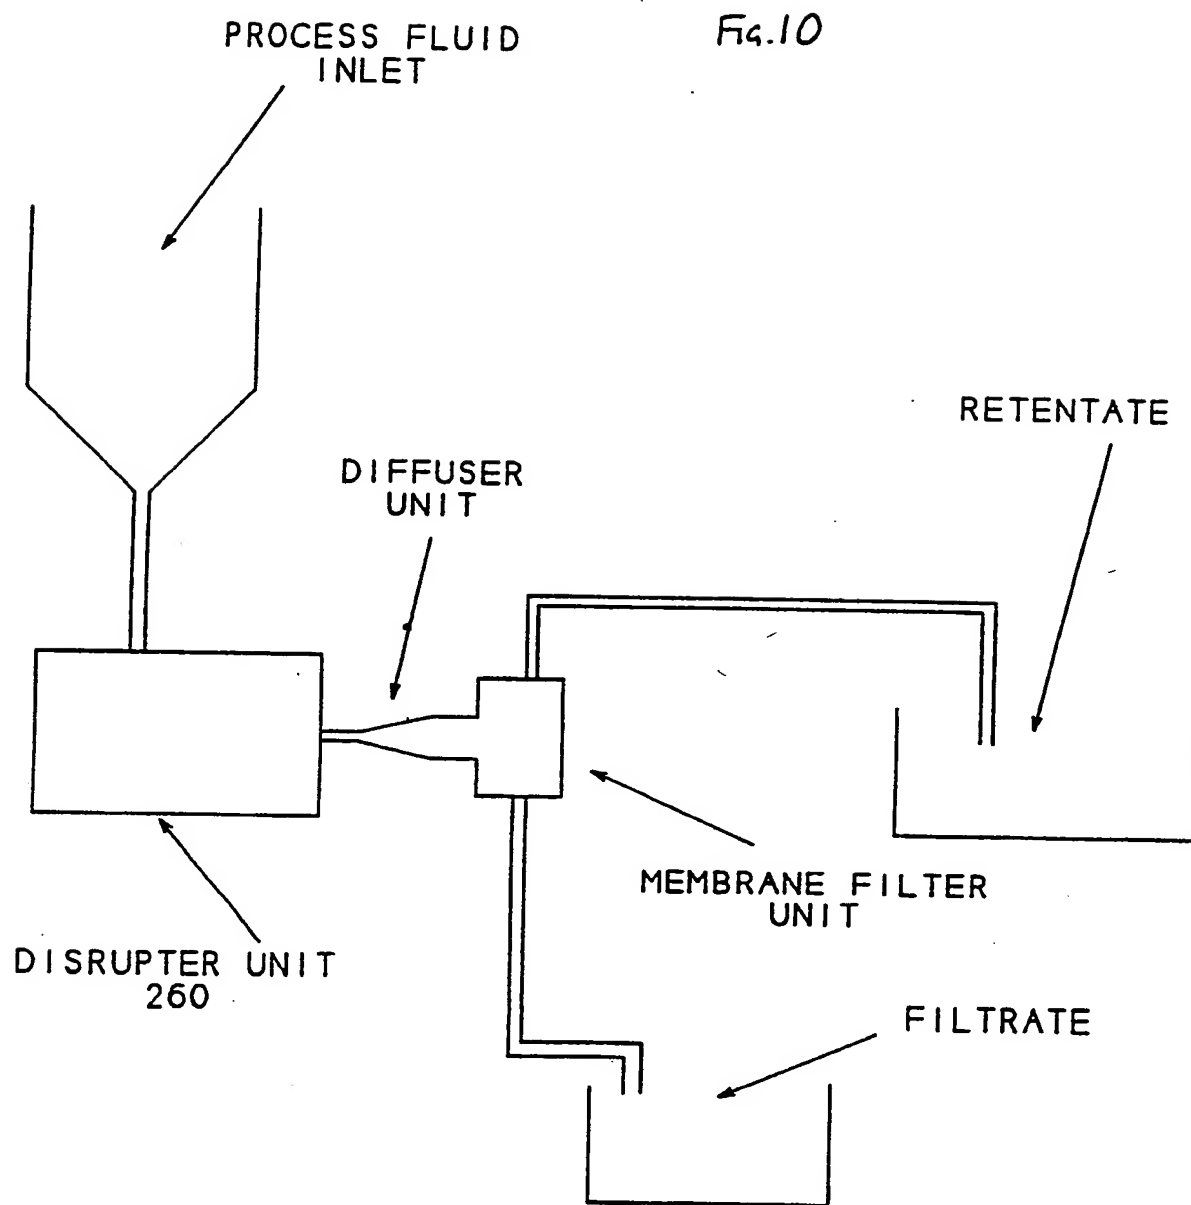 Fig.10
PROCESS FLUID
INLET
RETENTATE
DIFFUSER
UNIT
MEMBRANE FILTER
UNIT
DISRUPTER UNIT
260
FILTRATE